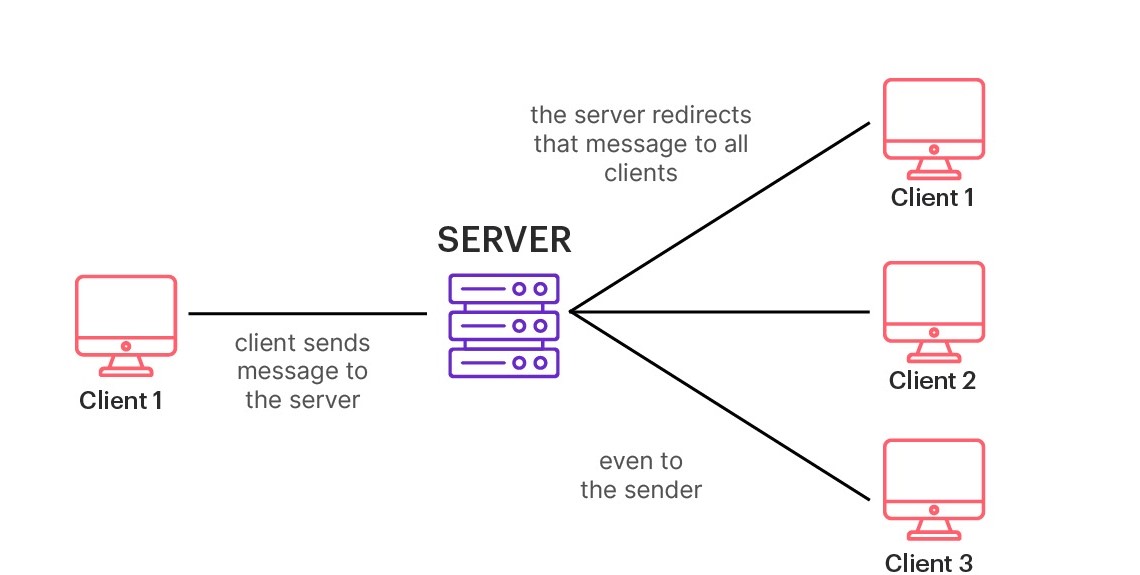 the server redirects
that message to all
clients
Client 1
SERVER
client sends
message to
the server
Client 1
Client 2
even to
the sender
Client 3